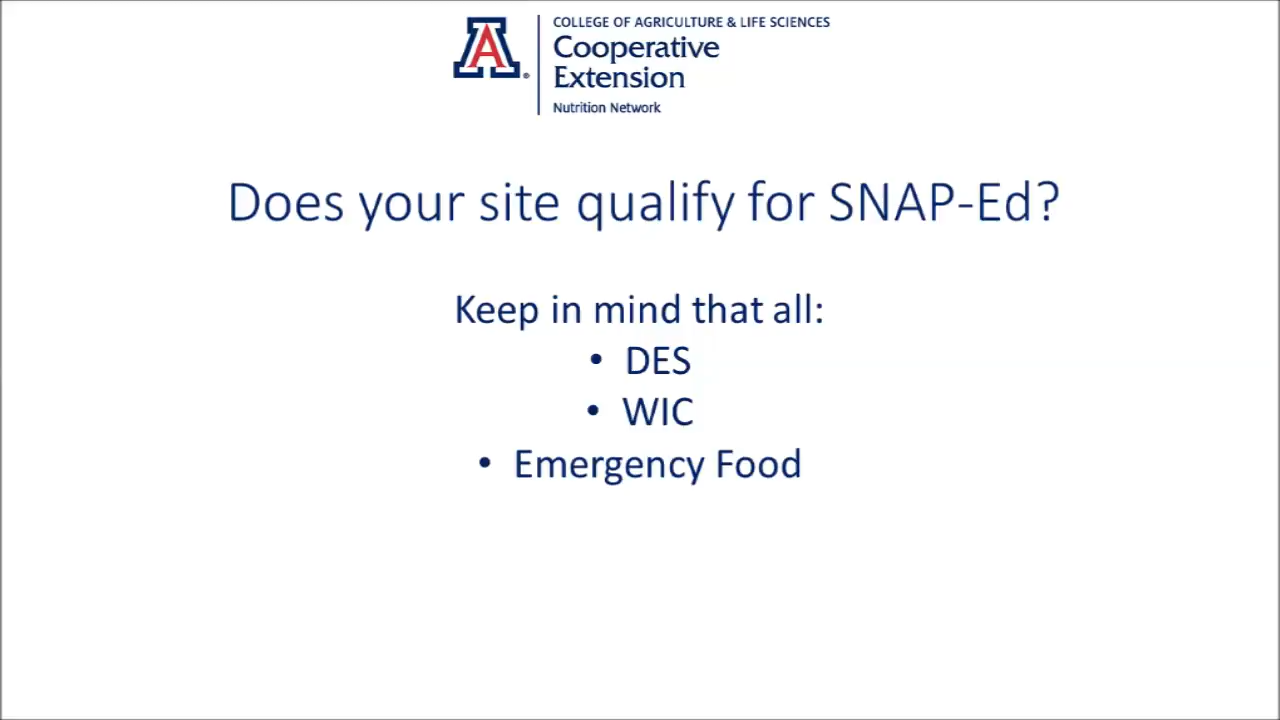 COLLEGE OF AGRICULTURE & LIFE SCIENCES
A®
Cooperative
Extension
Nutrition Network
Does your site qualify for SNAP-Ed?
Keep in mind that all:
• DES
• WIC
• Emergency Food